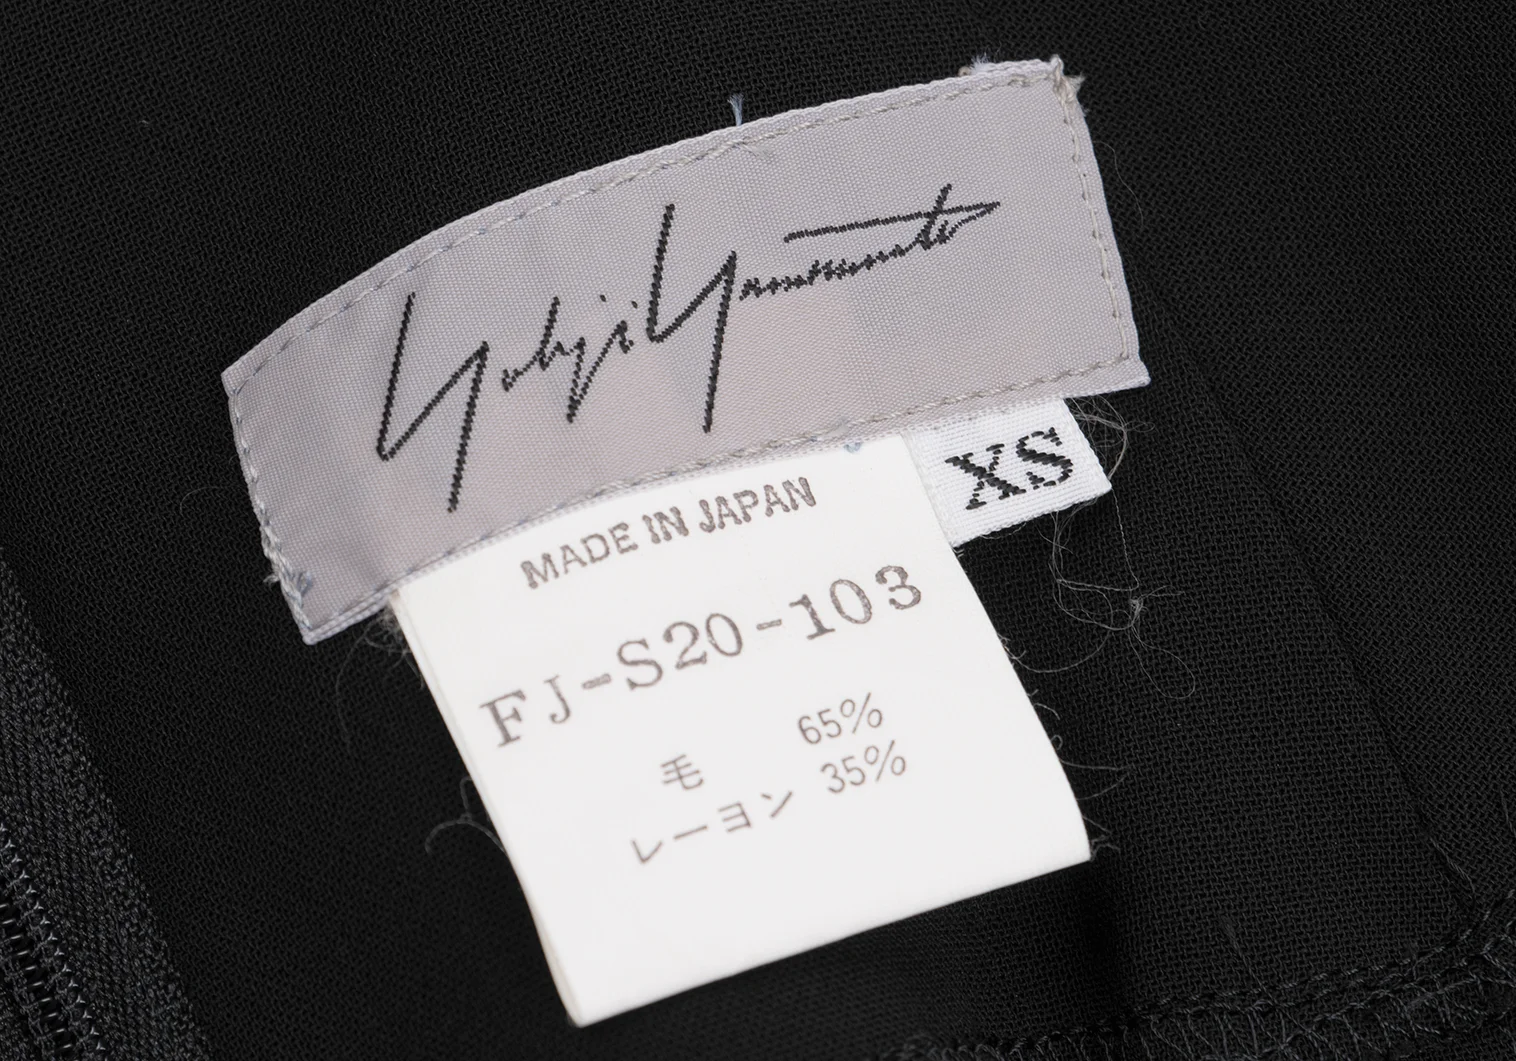 Yohji Yamamoto
XS
MADE IN JAPAN
FJ-S20-103
毛 65%
レーヨン 35%